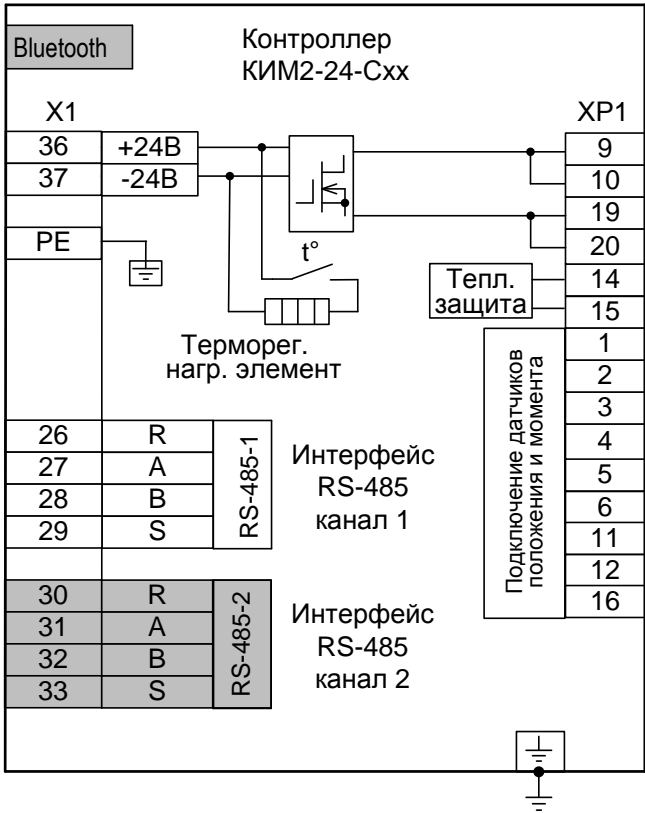 Bluetooth
Контроллер
КИМ2-24-Схх
X1
XP1
36 +24В
37 -24В
PE
9
10
19
20
t°
Тепл.
защита
14
15
Терморег.
нагр. элемент
1
2
3
4
5
6
11
12
16
Подключение датчиков
положения и момента
26 R
27 A
28 B
29 S
RS-485-1
Интерфейс
RS-485
канал 1
30 R
31 A
32 B
33 S
RS-485-2
Интерфейс
RS-485
канал 2